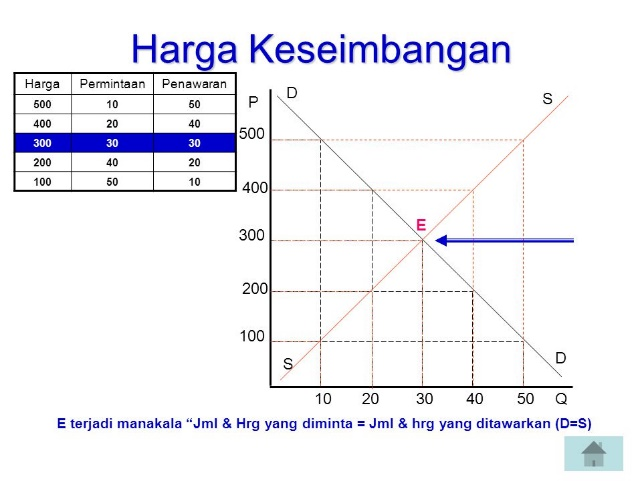 Harga Keseimbangan
Harga Permintaan Penawaran
500 10 50
400 20 40
300 30 30
200 40 20
100 50 10
P D S
500
400
E
300
200
100
S D
10 20 30 40 50 Q
E terjadi manakala “Jml & Hrg yang diminta = Jml & hrg yang ditawarkan (D=S)